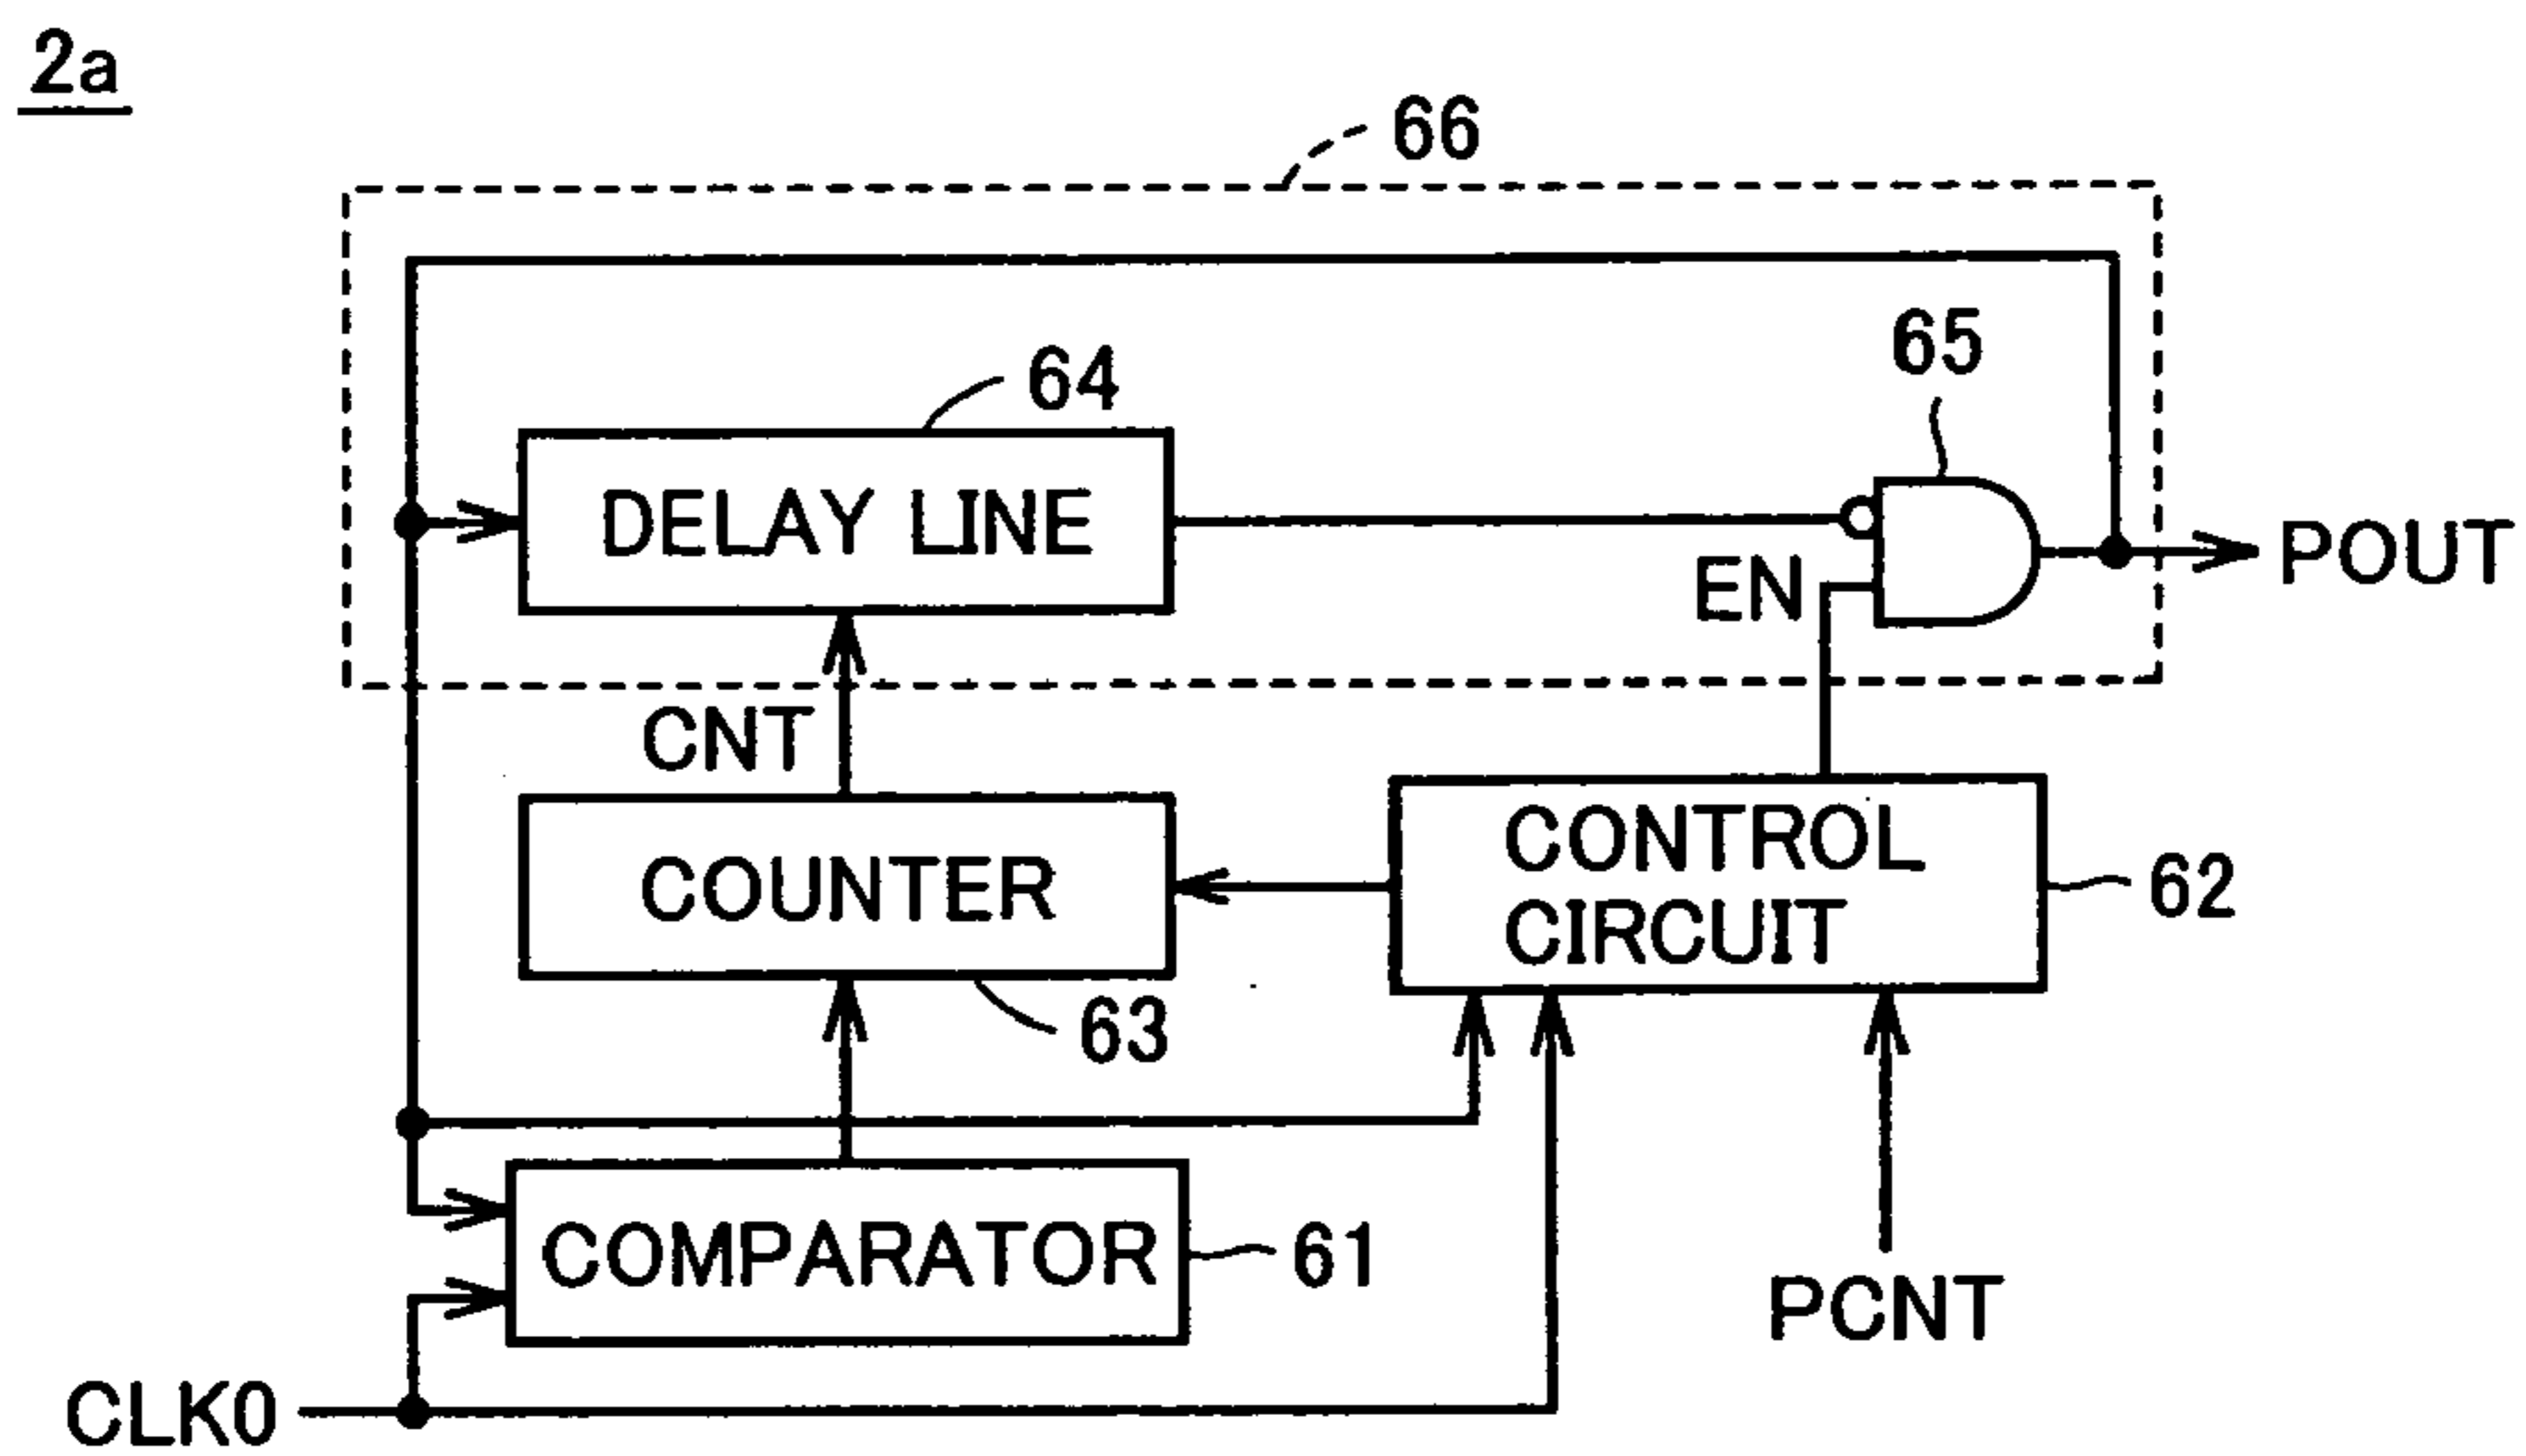 2a
66
65
64
DELAY LINE
EN
POUT
CNT
COUNTER
CONTROL
CIRCUIT
62
63
COMPARATOR
61
PCNT
CLK0